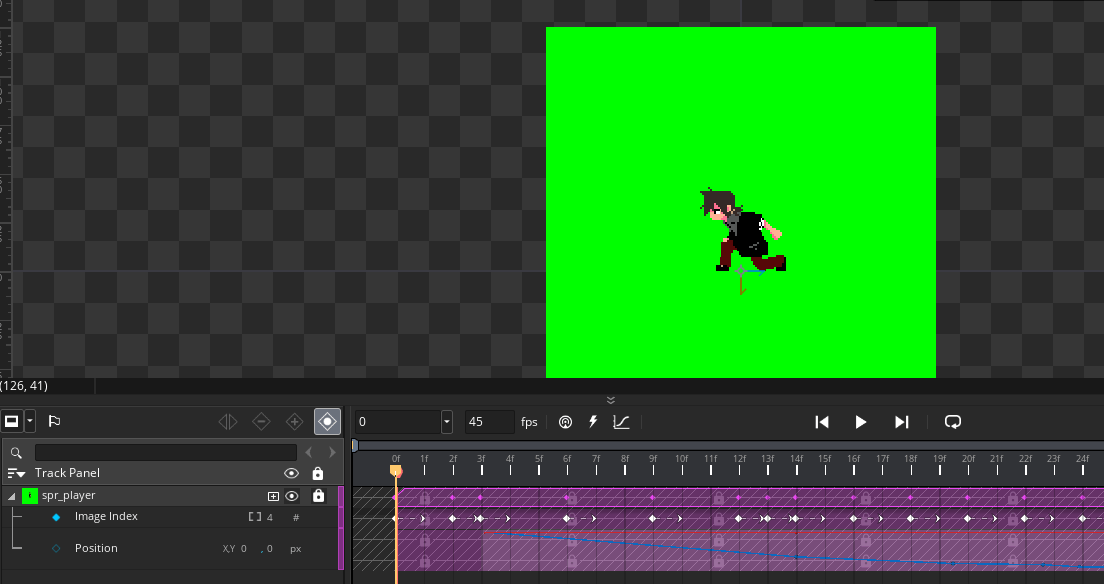 (126, 41)
0 45 fps
0f 1f 2f 3f 4f 5f 6f 7f 8f 9f 10f 11f 12f 13f 14f 15f 16f 17f 18f 19f 20f 21f 22f 23f 24f
Track Panel
spr_player
Image Index [ ] 4 #
Position X,Y 0 , 0 px